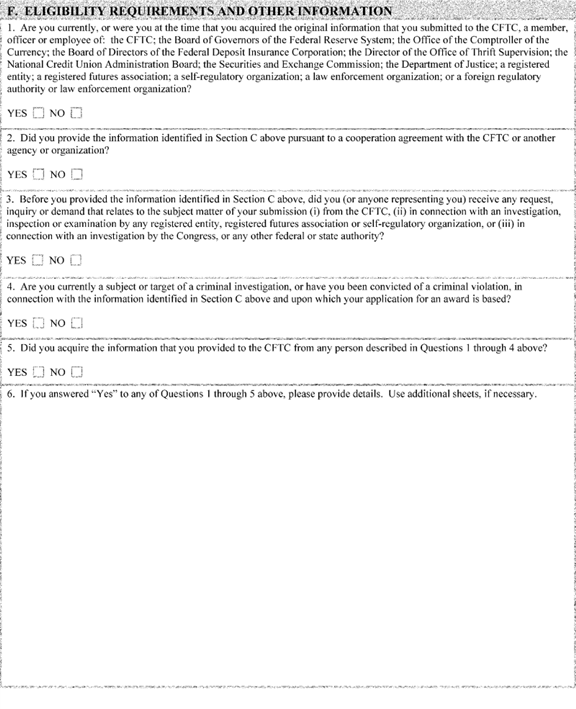 F. ELIGIBILITY REQUIREMENTS AND OTHER INFORMATION
1. Are you currently, or were you at the time that you acquired the original information that you submitted to the CFTC, a member,
officer or employee of: the CFTC; the Board of Governors of the Federal Reserve System; the Office of the Comptroller of the
Currency; the Board of Directors of the Federal Deposit Insurance Corporation; the Director of the Office of Thrift Supervision; the
National Credit Union Administration Board; the Securities and Exchange Commission; the Department of Justice; a registered
entity; a registered futures association; a self-regulatory organization; a law enforcement organization; or a foreign regulatory
authority or law enforcement organization?
YES NO
2. Did you provide the information identified in Section C above pursuant to a cooperation agreement with the CFTC or another
agency or organization?
YES NO
3. Before you provided the information identified in Section C above, did you (or anyone representing you) receive any request,
inquiry or demand that relates to the subject matter of your submission (i) from the CFTC, (ii) in connection with an investigation,
inspection or examination by any registered entity, registered futures association or self-regulatory organization, or (iii) in
connection with an investigation by the Congress, or any other federal or state authority?
YES NO
4. Are you currently a subject or target of a criminal investigation, or have you been convicted of a criminal violation, in
connection with the information identified in Section C above and upon which your application for an award is based?
YES NO
5. Did you acquire the information that you provided to the CFTC from any person described in Questions 1 through 4 above?
YES NO
6. If you answered “Yes” to any of Questions 1 through 5 above, please provide details. Use additional sheets, if necessary.